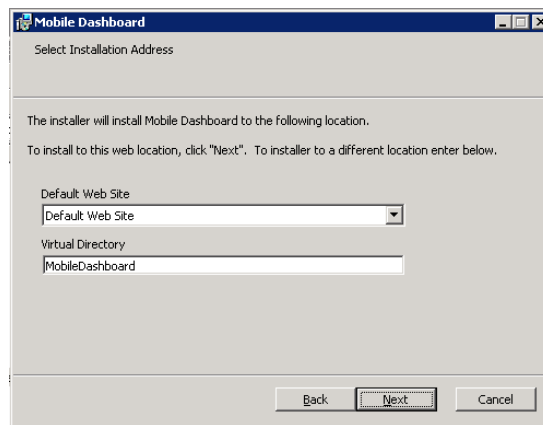 Mobile Dashboard
Select Installation Address
The installer will install Mobile Dashboard to the following location.
To install to this web location, click "Next". To installer to a different location enter below.
Default Web Site
Default Web Site
Virtual Directory
MobileDashboard
Back Next Cancel